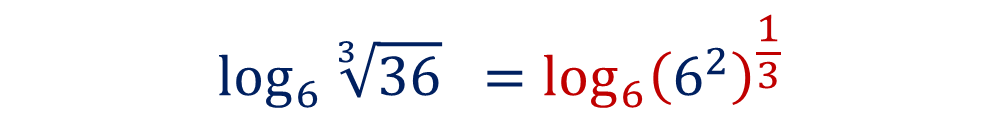 log₆ ∛36 = log₆(6²)^(1/3)